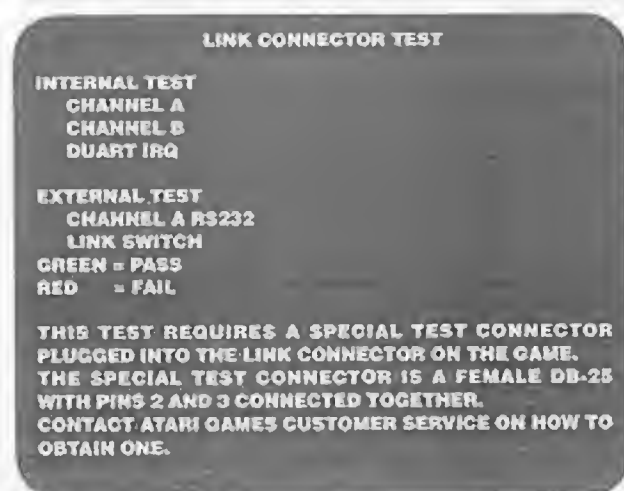 LINK CONNECTOR TEST
INTERNAL TEST
CHANNEL A
CHANNEL B
DUART IRQ
EXTERNAL TEST
CHANNEL A RS232
LINK SWITCH
GREEN = PASS
RED = FAIL
THIS TEST REQUIRES A SPECIAL TEST CONNECTOR
PLUGGED INTO THE LINK CONNECTOR ON THE GAME.
THE SPECIAL TEST CONNECTOR IS A FEMALE DB-25
WITH PINS 2 AND 3 CONNECTED TOGETHER.
CONTACT ATARI GAMES CUSTOMER SERVICE ON HOW TO
OBTAIN ONE.